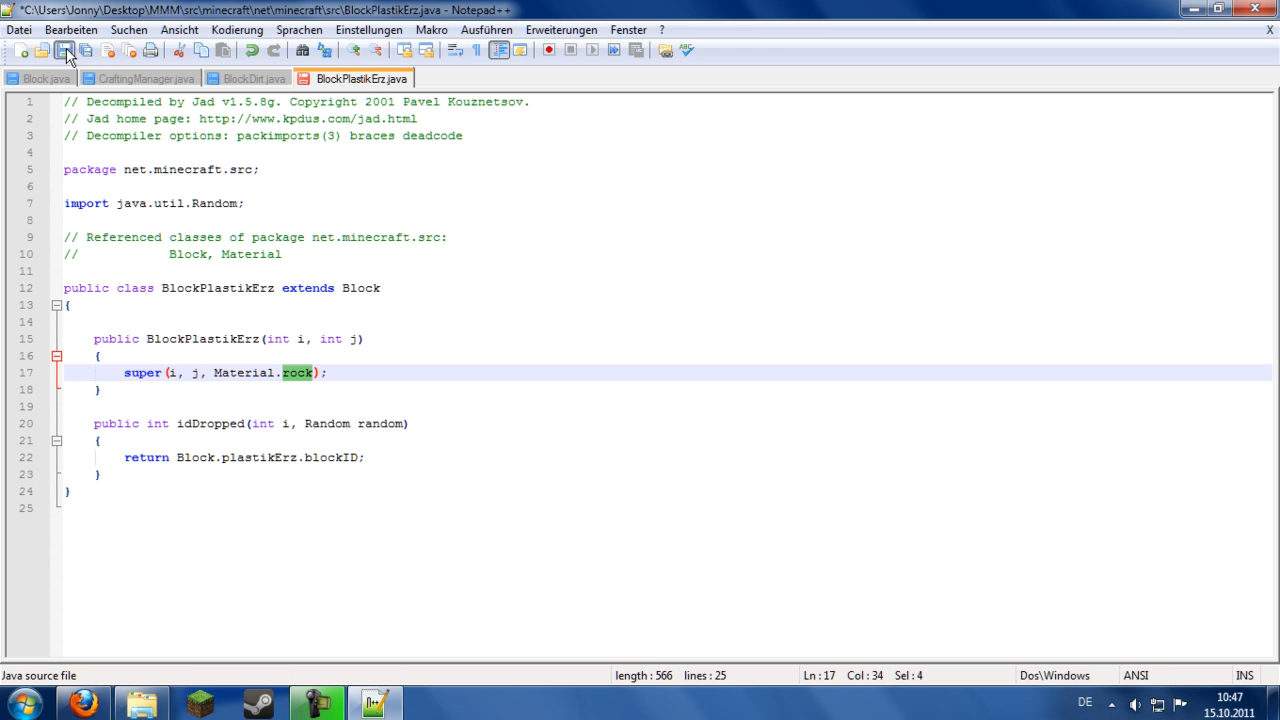 *C:\Users\Jonny\Desktop\MMM\src\minecraft\net\minecraft\src\BlockPlastikErz.java - Notepad++
Datei Bearbeiten Suchen Ansicht Kodierung Sprachen Einstellungen Makro Ausführen Erweiterungen Fenster ? X
Block.java CraftingManager.java BlockDirt.java BlockPlastikErz.java
1 // Decompiled by Jad v1.5.8g. Copyright 2001 Pavel Kouznetsov.
2 // Jad home page: http://www.kpdus.com/jad.html
3 // Decompiler options: packimports(3) braces deadcode
4
5 package net.minecraft.src;
6
7 import java.util.Random;
8
9 // Referenced classes of package net.minecraft.src:
10 // Block, Material
11
12 public class BlockPlastikErz extends Block
13 {
14
15 public BlockPlastikErz(int i, int j)
16 {
17 super(i, j, Material.rock);
18 }
19
20 public int idDropped(int i, Random random)
21 {
22 return Block.plastikErz.blockID;
23 }
24 }
25
Java source file length : 566 lines : 25 Ln : 17 Col : 34 Sel : 4 Dos\Windows ANSI INS
DE 10:47
15.10.2011